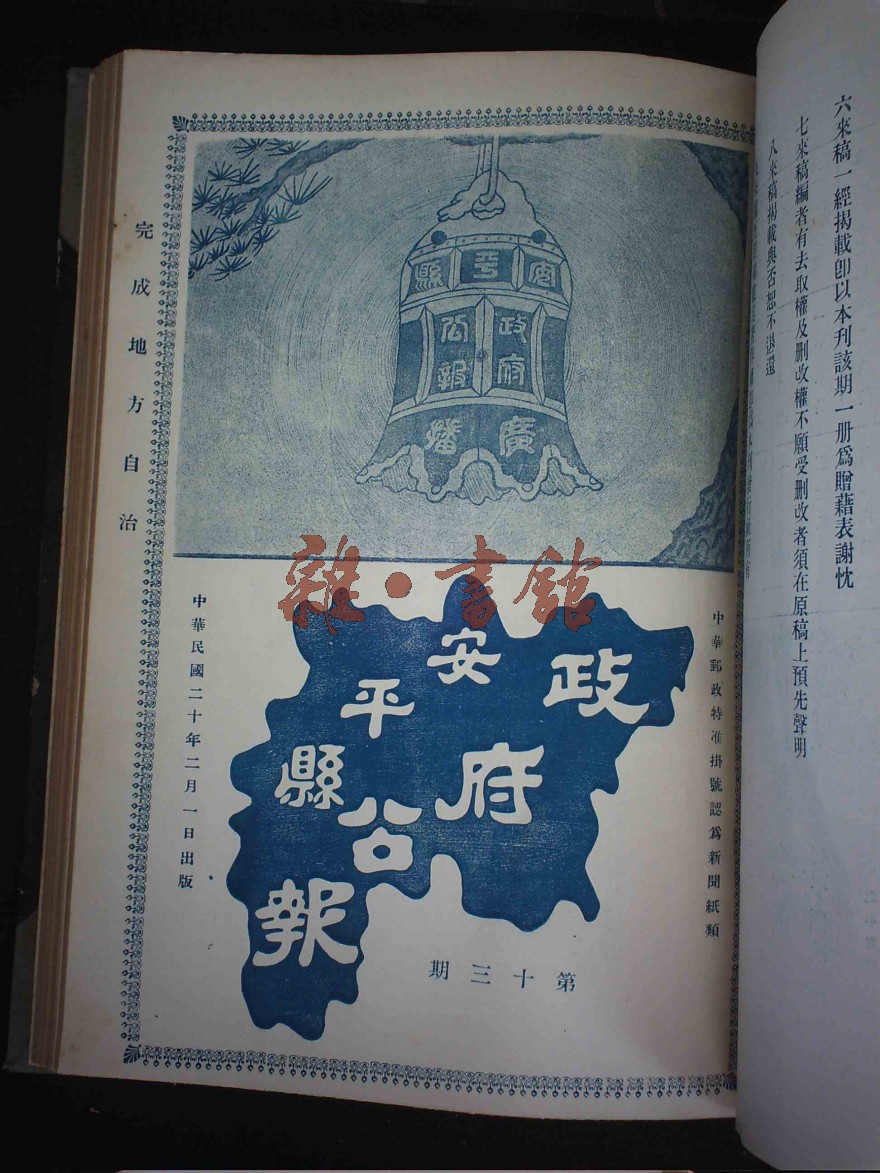 六來稿一經揭載卽以本刊該期一册爲贈藉表謝忱
七來稿編者有去取權及删改權不願受删改者須在原稿上預先聲明
八來稿揭載與否恕不退還
安平縣
政府
公報
廣播
雜·書館
中華郵政特准掛號認爲新聞紙類
安平縣
政府
公報
第十三期
中華民國二十年二月一日出版
完成地方自治